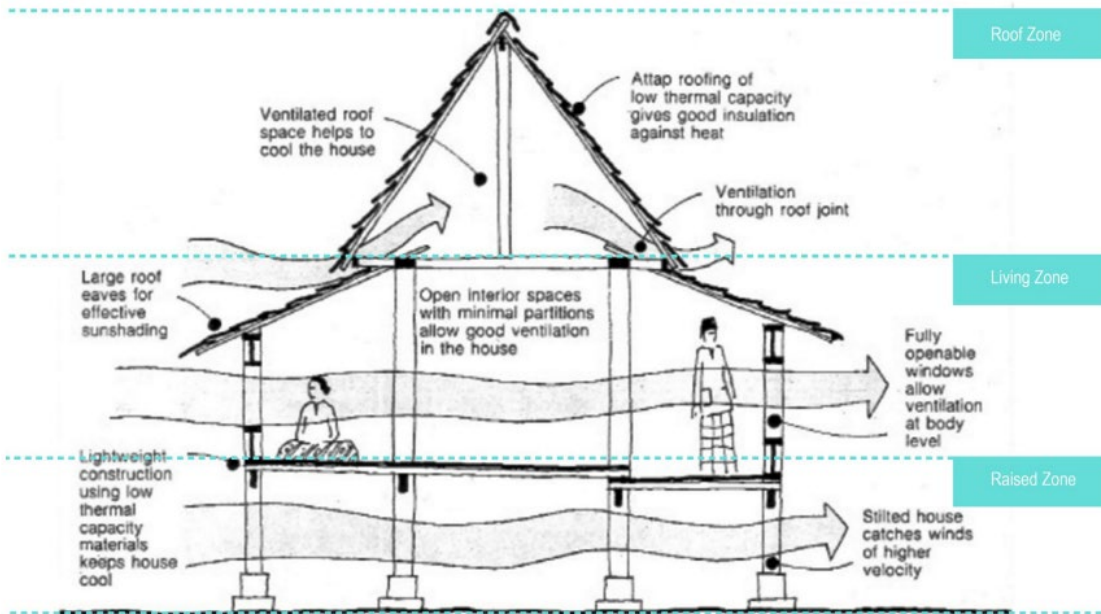 Roof Zone
Attap roofing of
low thermal capacity
gives good insulation
against heat
Ventilated roof
space helps to
cool the house
Ventilation
through roof joint
Living Zone
Large roof
eaves for
effective
sunshading
Open interior spaces
with minimal partitions
allow good ventilation
in the house
Fully
openable
windows
allow
ventilation
at body
level
Raised Zone
Lightweight
construction
using low
thermal
capacity
materials
keeps house
cool
Stilted house
catches winds
of higher
velocity